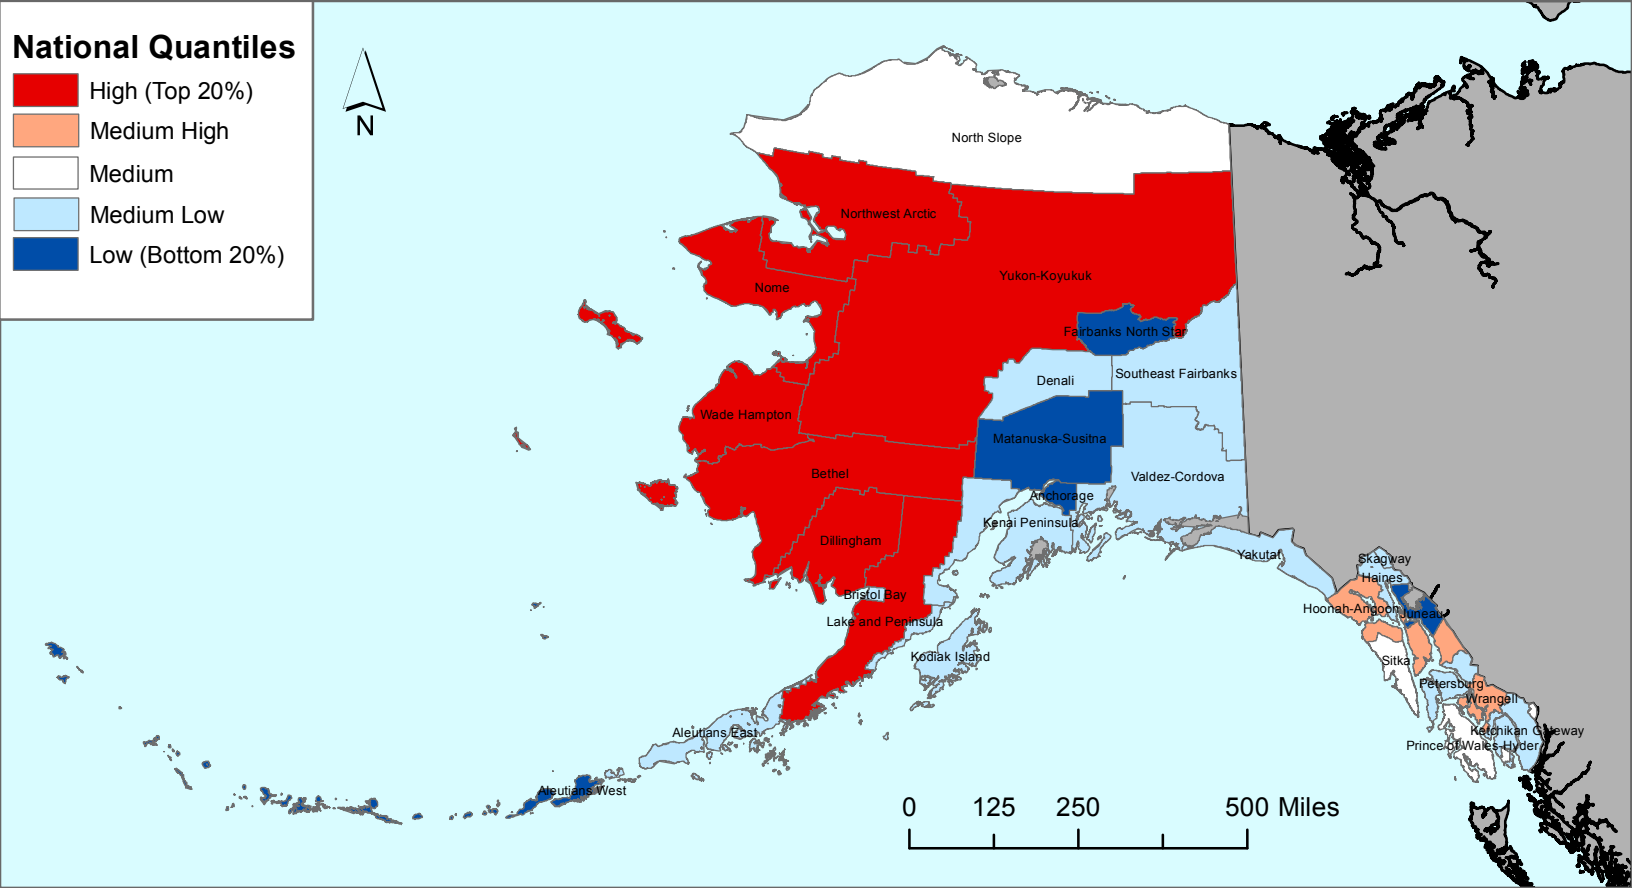 National Quantiles
High (Top 20%)
Medium High
Medium
Medium Low
Low (Bottom 20%)
N
North Slope
Northwest Arctic
Yukon-Koyukuk
Nome
Fairbanks North Star
Southeast Fairbanks
Denali
Wade Hampton
Matanuska-Susitna
Bethel
Valdez-Cordova
Anchorage
Kenai Peninsula
Dillingham
Yakutat
Skagway
Haines
Bristol Bay
Hoonah-Angoon
Juneau
Lake and Peninsula
Kodiak Island
Sitka
Petersburg
Wrangell
Aleutians East
Ketchikan Gateway
Prince of Wales-Hyder
Aleutians West
0 125 250 500 Miles